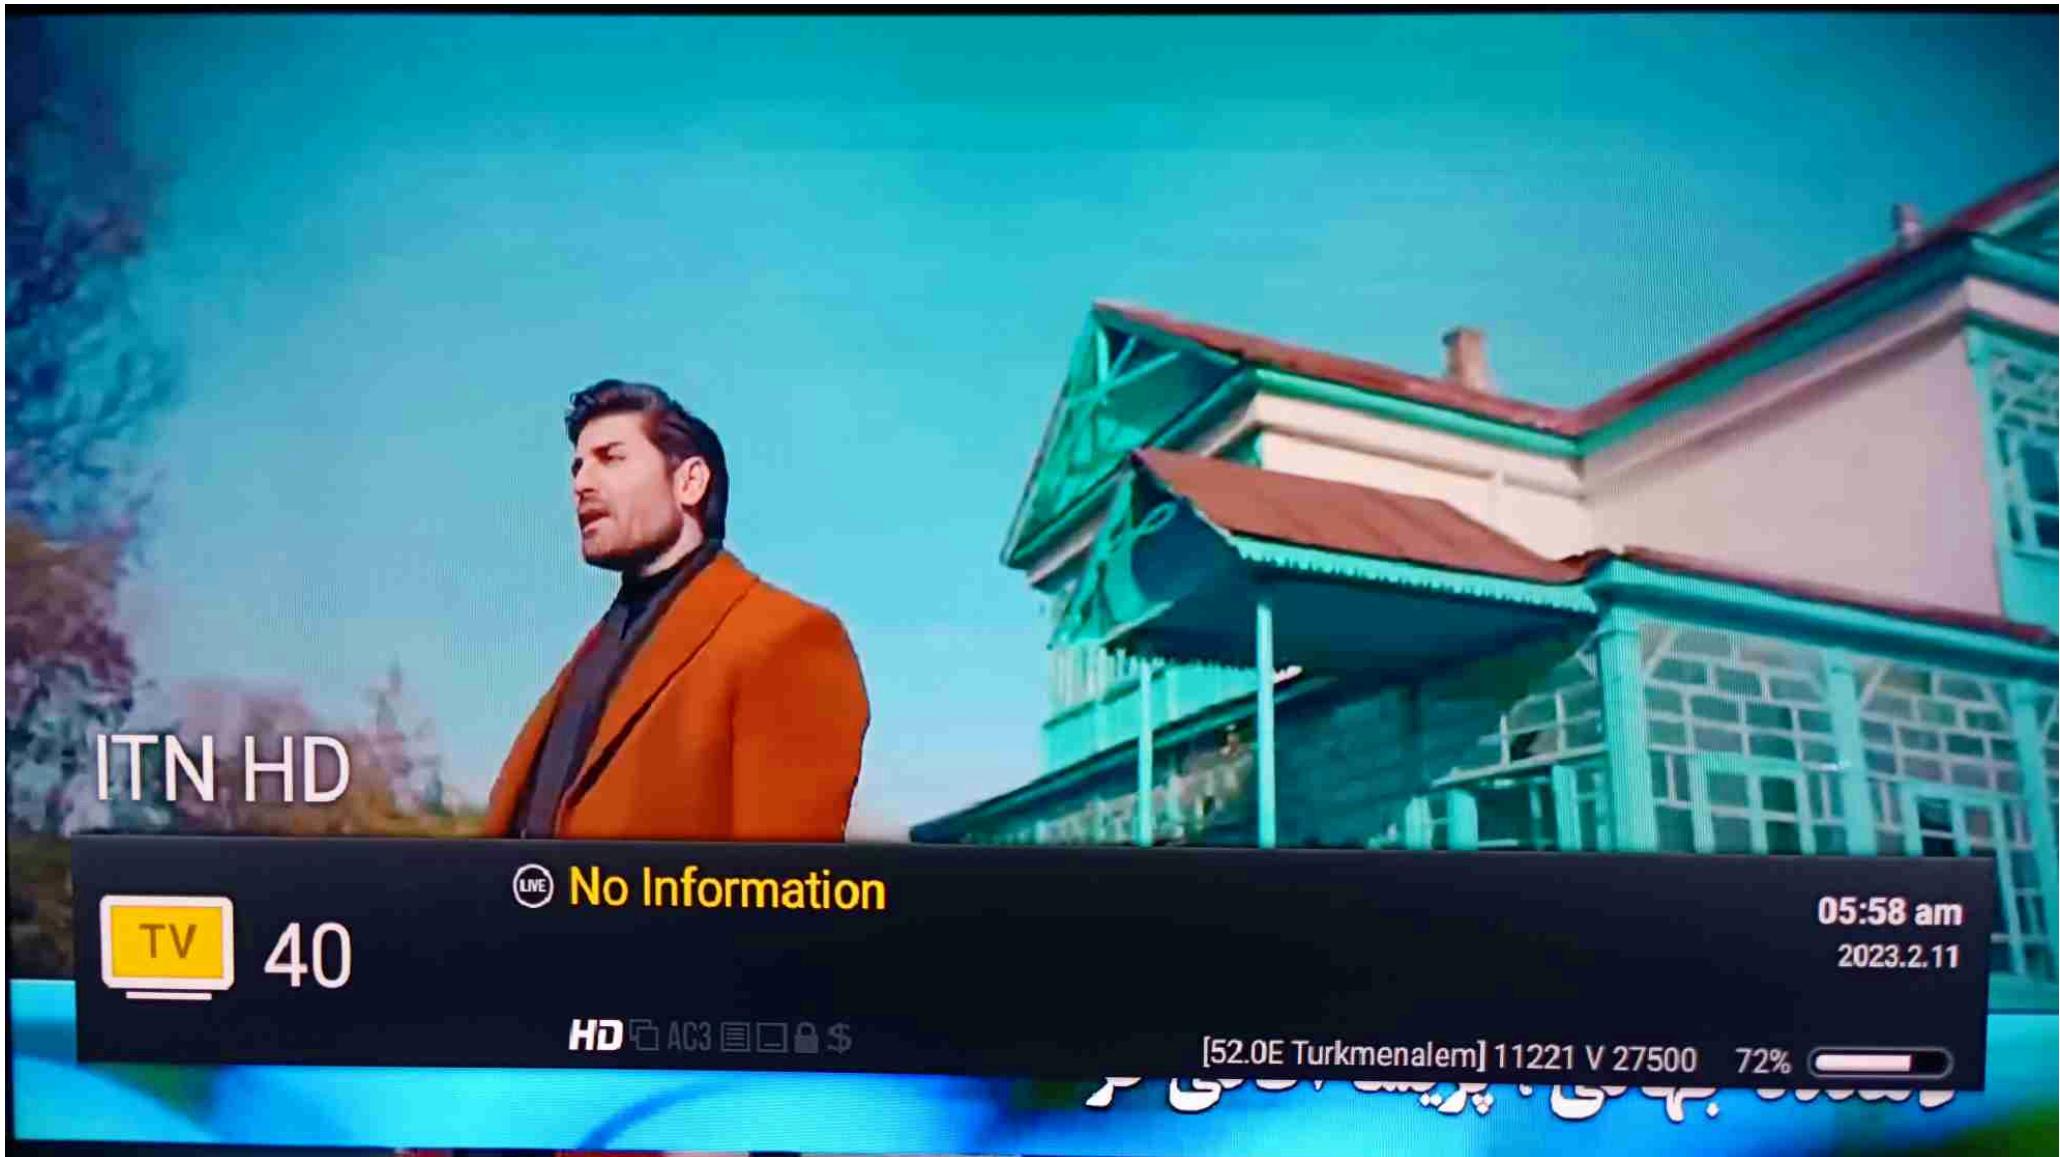 ITN HD
LIVE No Information
TV 40
05:58 am
2023.2.11
HD AC3 $
[52.0E Turkmenalem] 11221 V 27500 72%